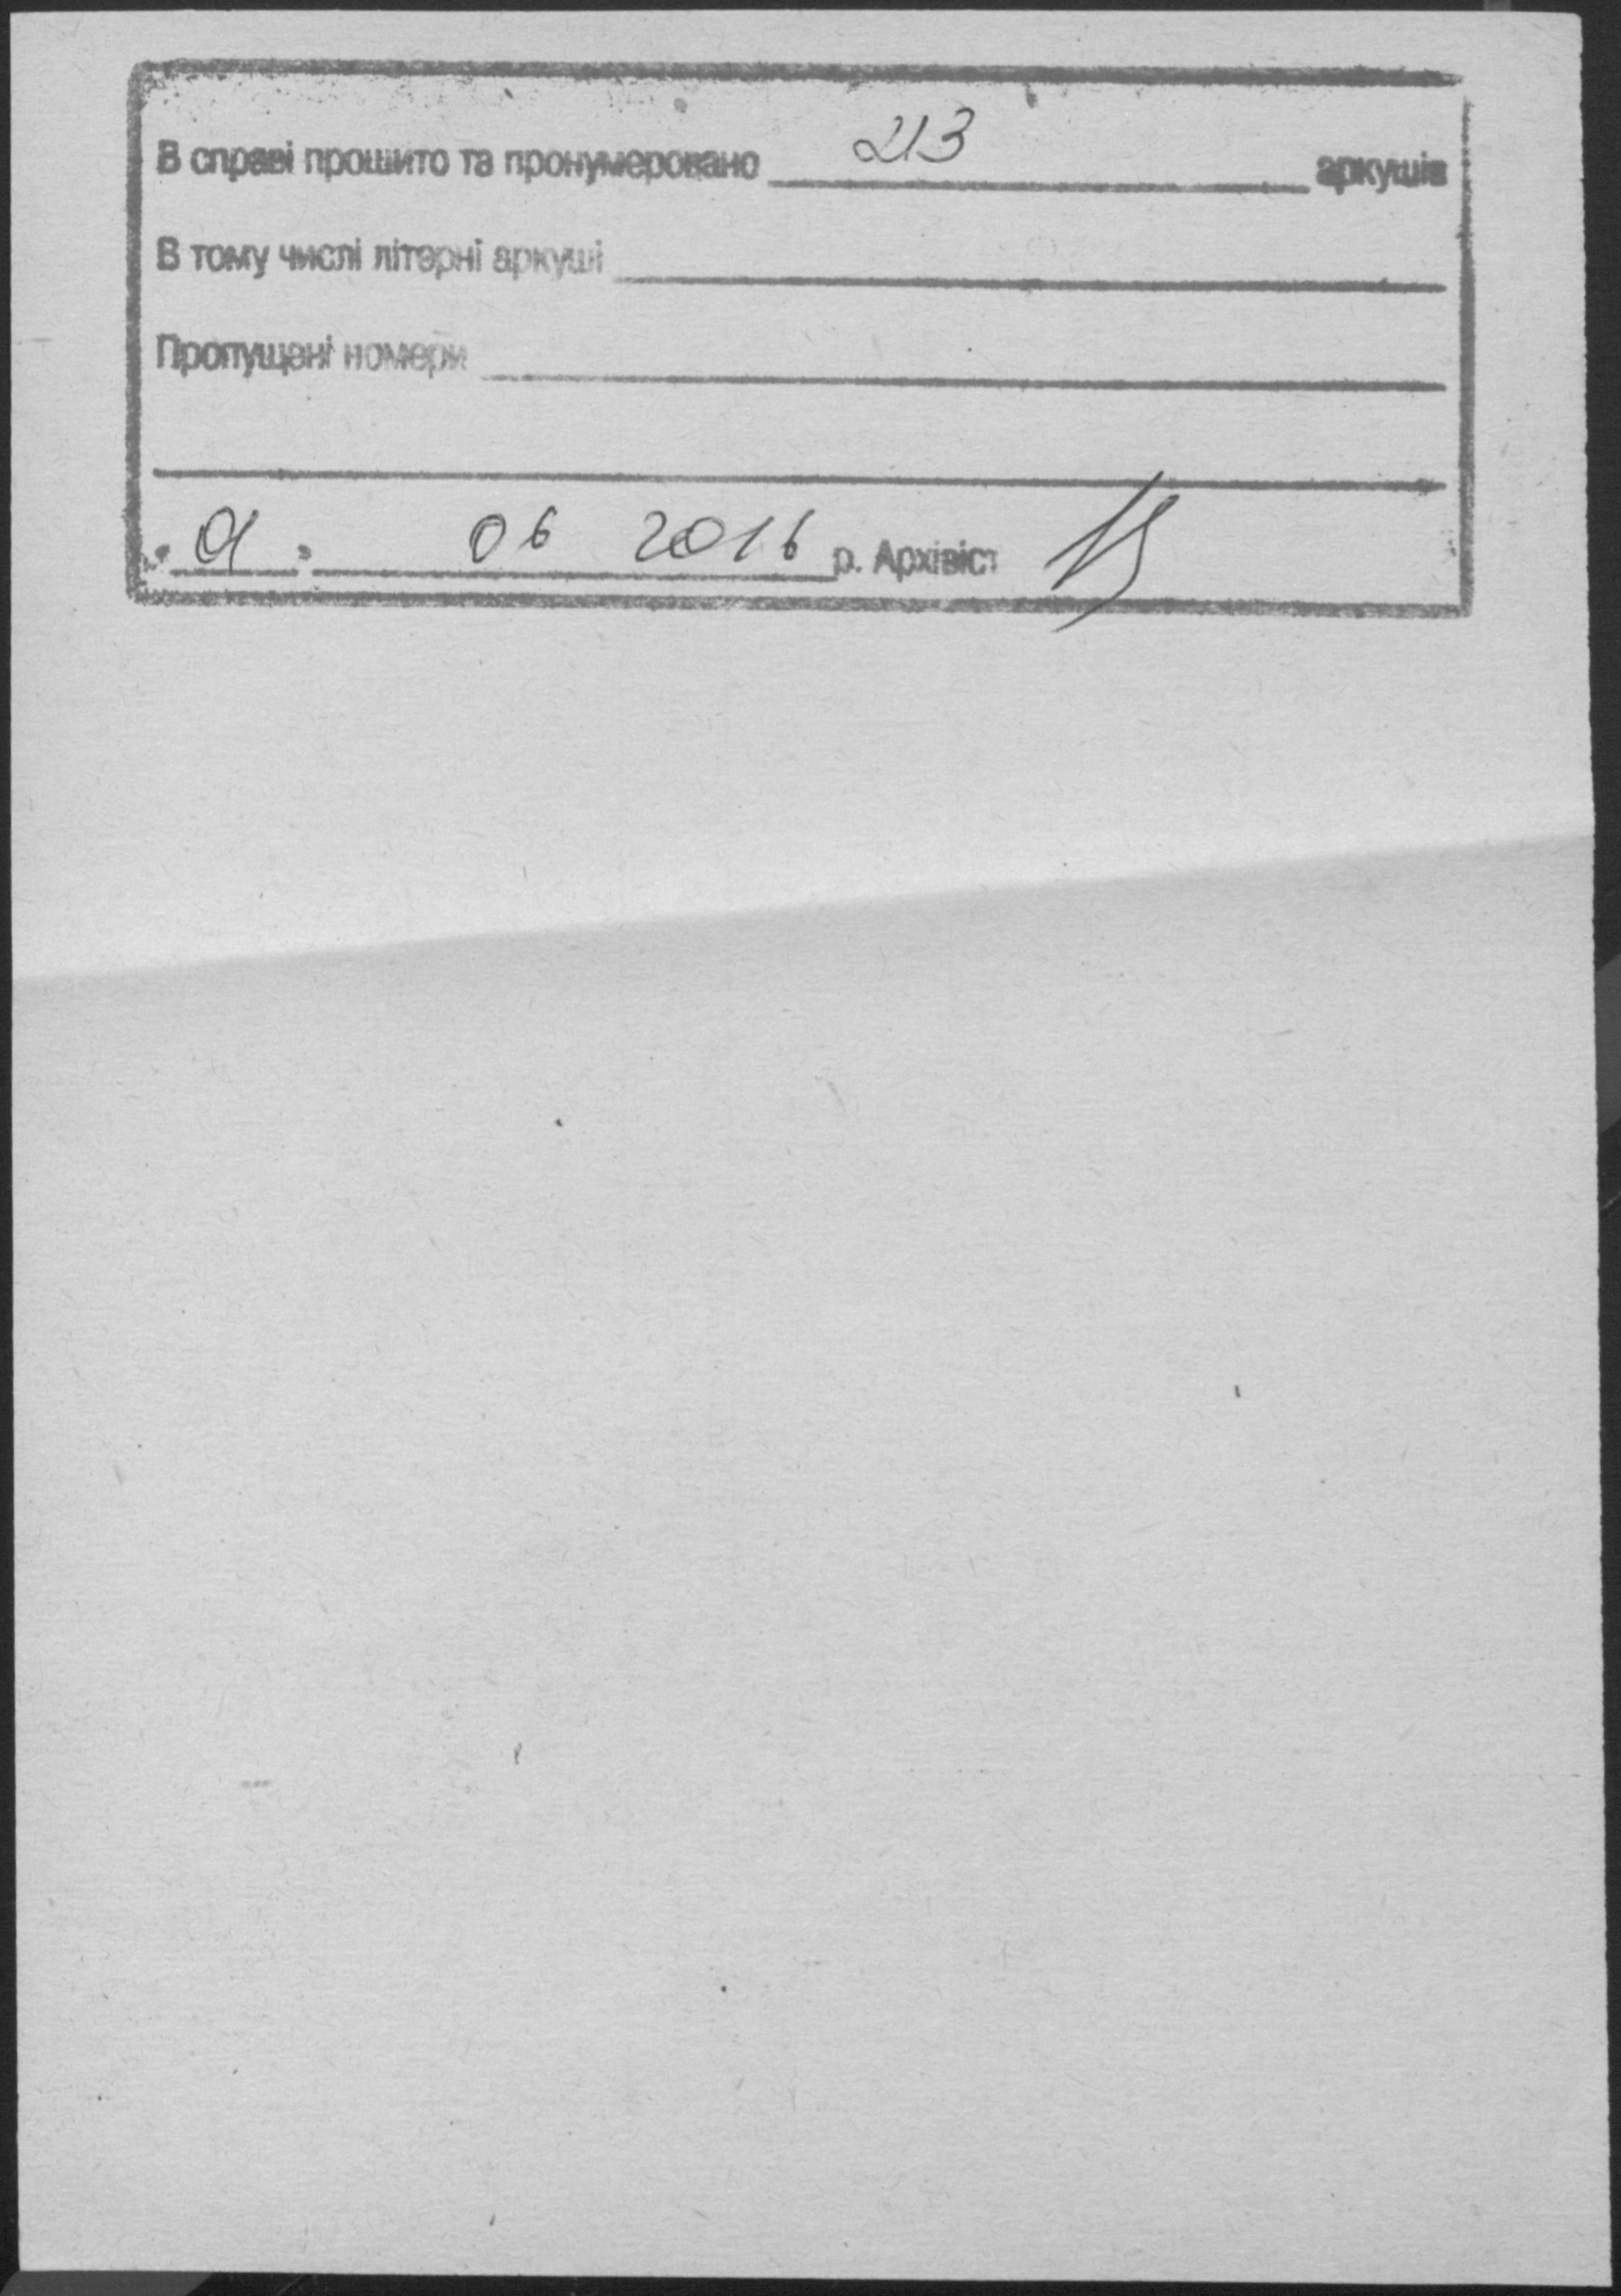 В справі прошито та пронумеровано 213 аркушів
В тому числі літерні аркуші
Пропущені номери
"01" 06 2016 р. Архівіст